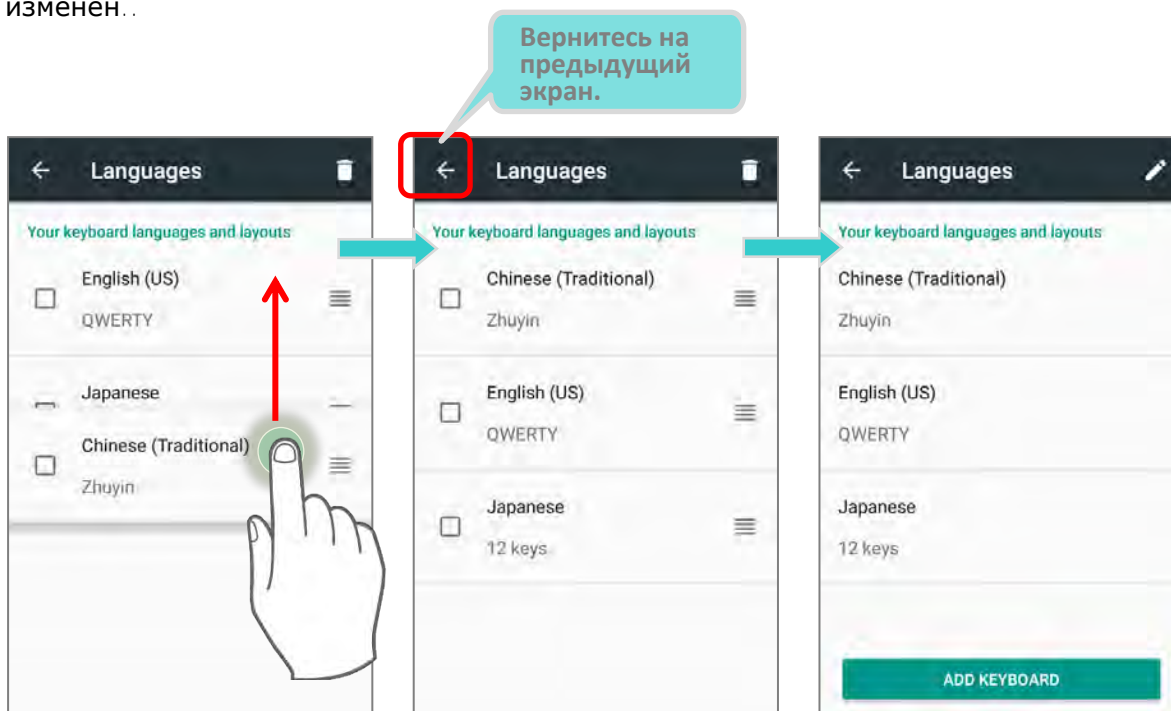 изменен..
Вернитесь на
предыдущий
экран.
Languages
Your keyboard languages and layouts
English (US)
QWERTY
Japanese
Chinese (Traditional)
Zhuyin
Languages
Your keyboard languages and layouts
Chinese (Traditional)
Zhuyin
English (US)
QWERTY
Japanese
12 keys
Languages
Your keyboard languages and layouts
Chinese (Traditional)
Zhuyin
English (US)
QWERTY
Japanese
12 keys
ADD KEYBOARD